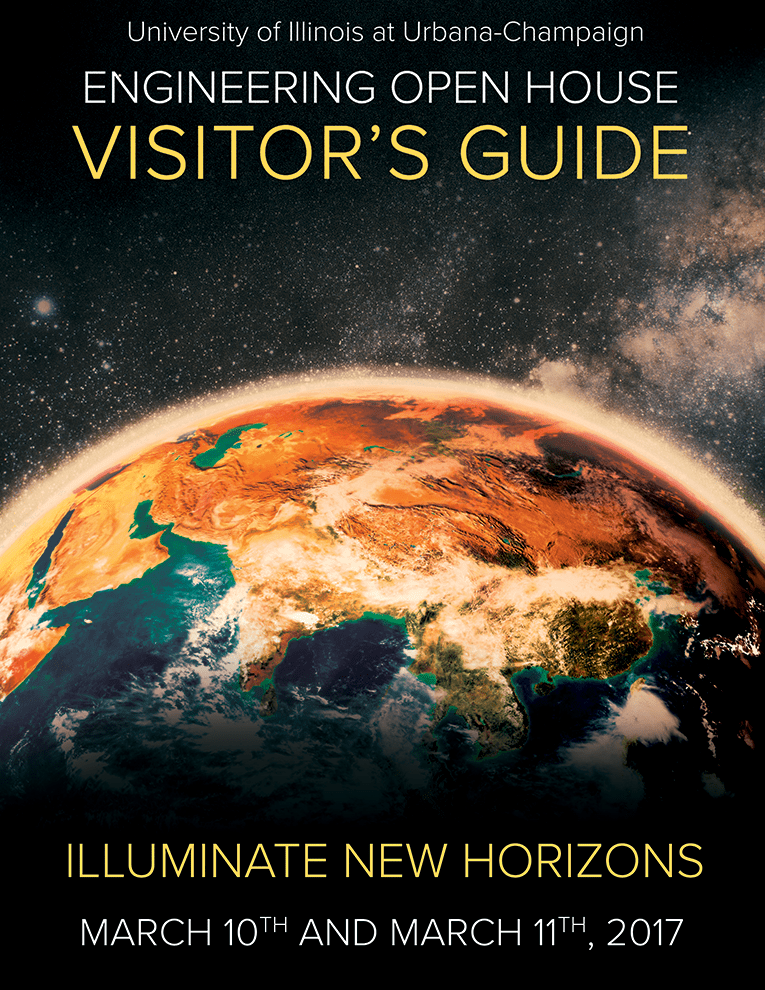 University of Illinois at Urbana-Champaign
ENGINEERING OPEN HOUSE
VISITOR’S GUIDE
ILLUMINATE NEW HORIZONS
MARCH 10TH AND MARCH 11TH, 2017